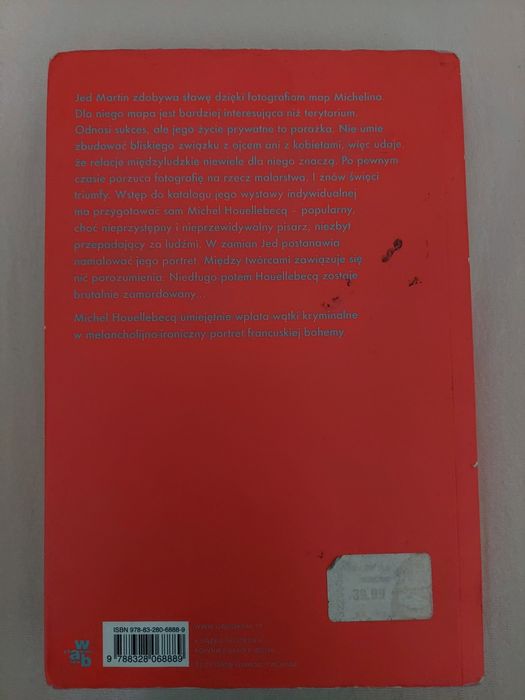 Jed Martin zdobywa sławę dzięki fotografiom map Michelina.
Dla niego mapa jest bardziej interesująca niż terytorium.
Odnosi sukces, ale jego życie prywatne to porażka. Nie umie
zbudować bliskiego związku z ojcem ani z kobietami, więc udaje,
że relacje międzyludzkie niewiele dla niego znaczą. Po pewnym
czasie porzuca fotografię na rzecz malarstwa. I znów święci
triumfy. Wstęp do katalogu jego wystawy indywidualnej
ma przygotować sam Michel Houellebecq – popularny,
choć nieprzystępny i nieprzewidywalny pisarz, niezbyt
przepadający za ludźmi. W zamian Jed postanawia
namalować jego portret. Między twórcami zawiązuje się
nić porozumienia. Niedługo potem Houellebecq zostaje
brutalnie zamordowany...
Michel Houellebecq umiejętnie wplata wątki kryminalne
w melancholijno-ironiczny portret francuskiej bohemy.
39,99
ISBN 978-83-280-6888-9
9 788328 068889
w
a b